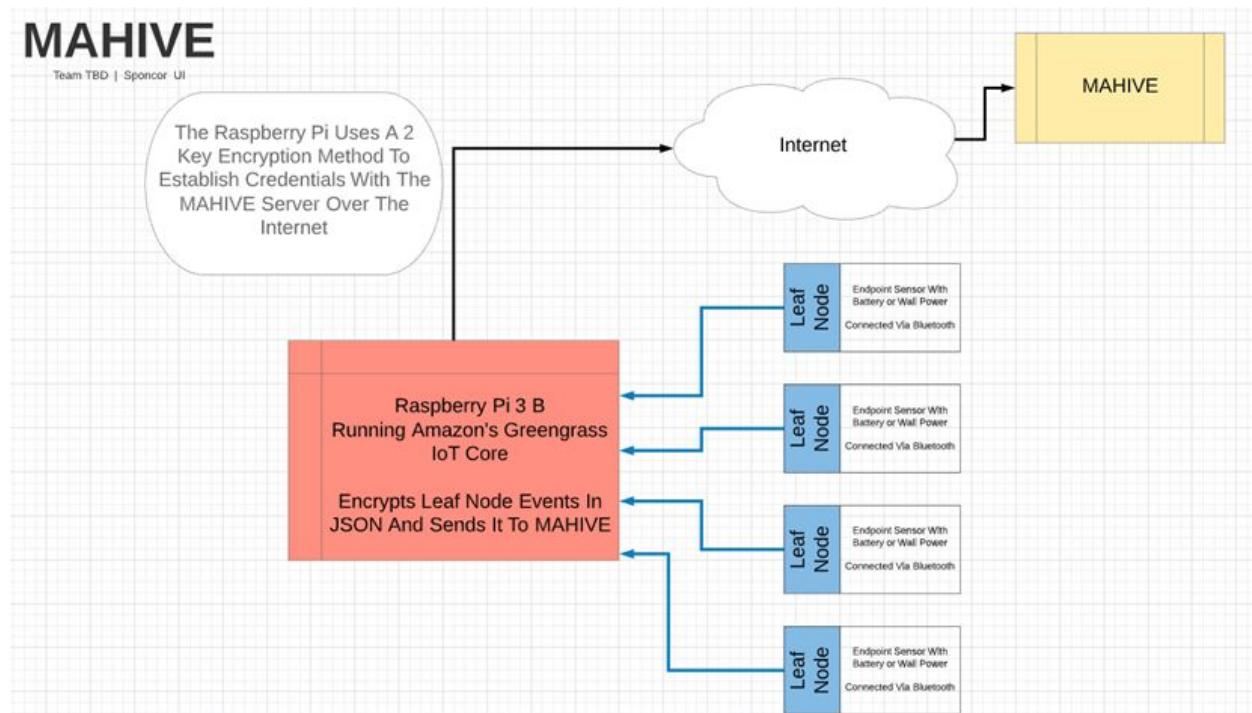 MAHIVE
Team TBD | Sponcor UI
The Raspberry Pi Uses A 2
Key Encryption Method To
Establish Credentials With The
MAHIVE Server Over The
Internet
Internet
MAHIVE
Raspberry Pi 3 B
Running Amazon's Greengrass
IoT Core
Encrypts Leaf Node Events In
JSON And Sends It To MAHIVE
Leaf
Node
Endpoint Sensor With
Battery or Wall Power
Connected Via Bluetooth
Leaf
Node
Endpoint Sensor With
Battery or Wall Power
Connected Via Bluetooth
Leaf
Node
Endpoint Sensor With
Battery or Wall Power
Connected Via Bluetooth
Leaf
Node
Endpoint Sensor With
Battery or Wall Power
Connected Via Bluetooth